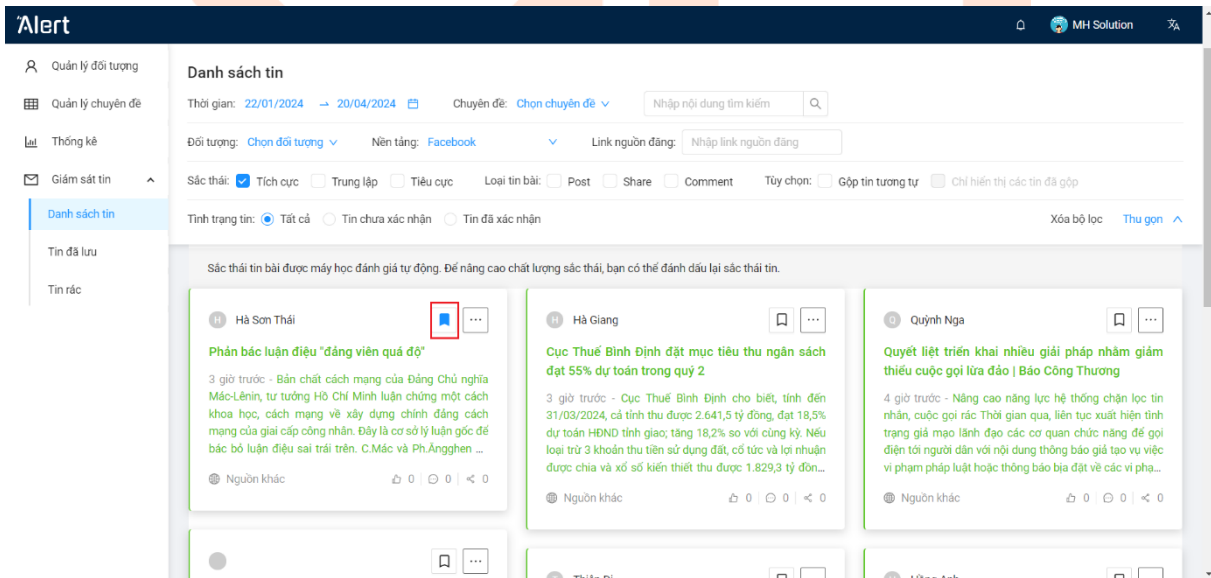 Alert
MH Solution
Quản lý đối tượng
Quản lý chuyên đề
Thống kê
Giám sát tin
Danh sách tin
Tin đã lưu
Tin rác
Danh sách tin
Thời gian: 22/01/2024 → 20/04/2024 Chuyên đề: Chọn chuyên đề Nhập nội dung tìm kiếm
Đối tượng: Chọn đối tượng Nền tảng: Facebook Link nguồn đăng: Nhập link nguồn đăng
Sắc thái: Tích cực Trung lập Tiêu cực Loại tin bài: Post Share Comment Tùy chọn: Gộp tin tương tự Chỉ hiển thị các tin đã gộp
Tình trạng tin: Tất cả Tin chưa xác nhận Tin đã xác nhận Xóa bộ lọc Thu gọn
Sắc thái tin bài được máy học đánh giá tự động. Để nâng cao chất lượng sắc thái, bạn có thể đánh dấu lại sắc thái tin.
H Hà Sơn Thái
Phản bác luận điệu "đảng viên quá độ"
3 giờ trước - Bản chất cách mạng của Đảng Chủ nghĩa
Mác-Lênin, tư tưởng Hồ Chí Minh luận chứng một cách
khoa học, cách mạng về xây dựng chính đảng cách
mạng của giai cấp công nhân. Đây là cơ sở lý luận gốc để
bác bỏ luận điệu sai trái trên. C.Mác và Ph.Ăngghen ...
Nguồn khác 0 0 0
H Hà Giang
Cục Thuế Bình Định đặt mục tiêu thu ngân sách
đạt 55% dự toán trong quý 2
3 giờ trước - Cục Thuế Bình Định cho biết, tính đến
31/03/2024, cả tỉnh thu được 2.641,5 tỷ đồng, đạt 18,5%
dự toán HĐND tỉnh giao; tăng 18,2% so với cùng kỳ. Nếu
loại trừ 3 khoản thu tiền sử dụng đất, cổ tức và lợi nhuận
được chia và xổ số kiến thiết thu được 1.829,3 tỷ đồn...
Nguồn khác 0 0 0
Q Quỳnh Nga
Quyết liệt triển khai nhiều giải pháp nhằm giảm
thiểu cuộc gọi lừa đảo | Báo Công Thương
4 giờ trước - Nâng cao năng lực hệ thống chặn lọc tin
nhắn, cuộc gọi rác Thời gian qua, liên tục xuất hiện tình
trạng giả mạo lãnh đạo các cơ quan chức năng để gọi
điện tới người dân với nội dung thông báo giả tạo vụ việc
vi phạm pháp luật hoặc thông báo bịa đặt về các vi phạ...
Nguồn khác 0 0 0